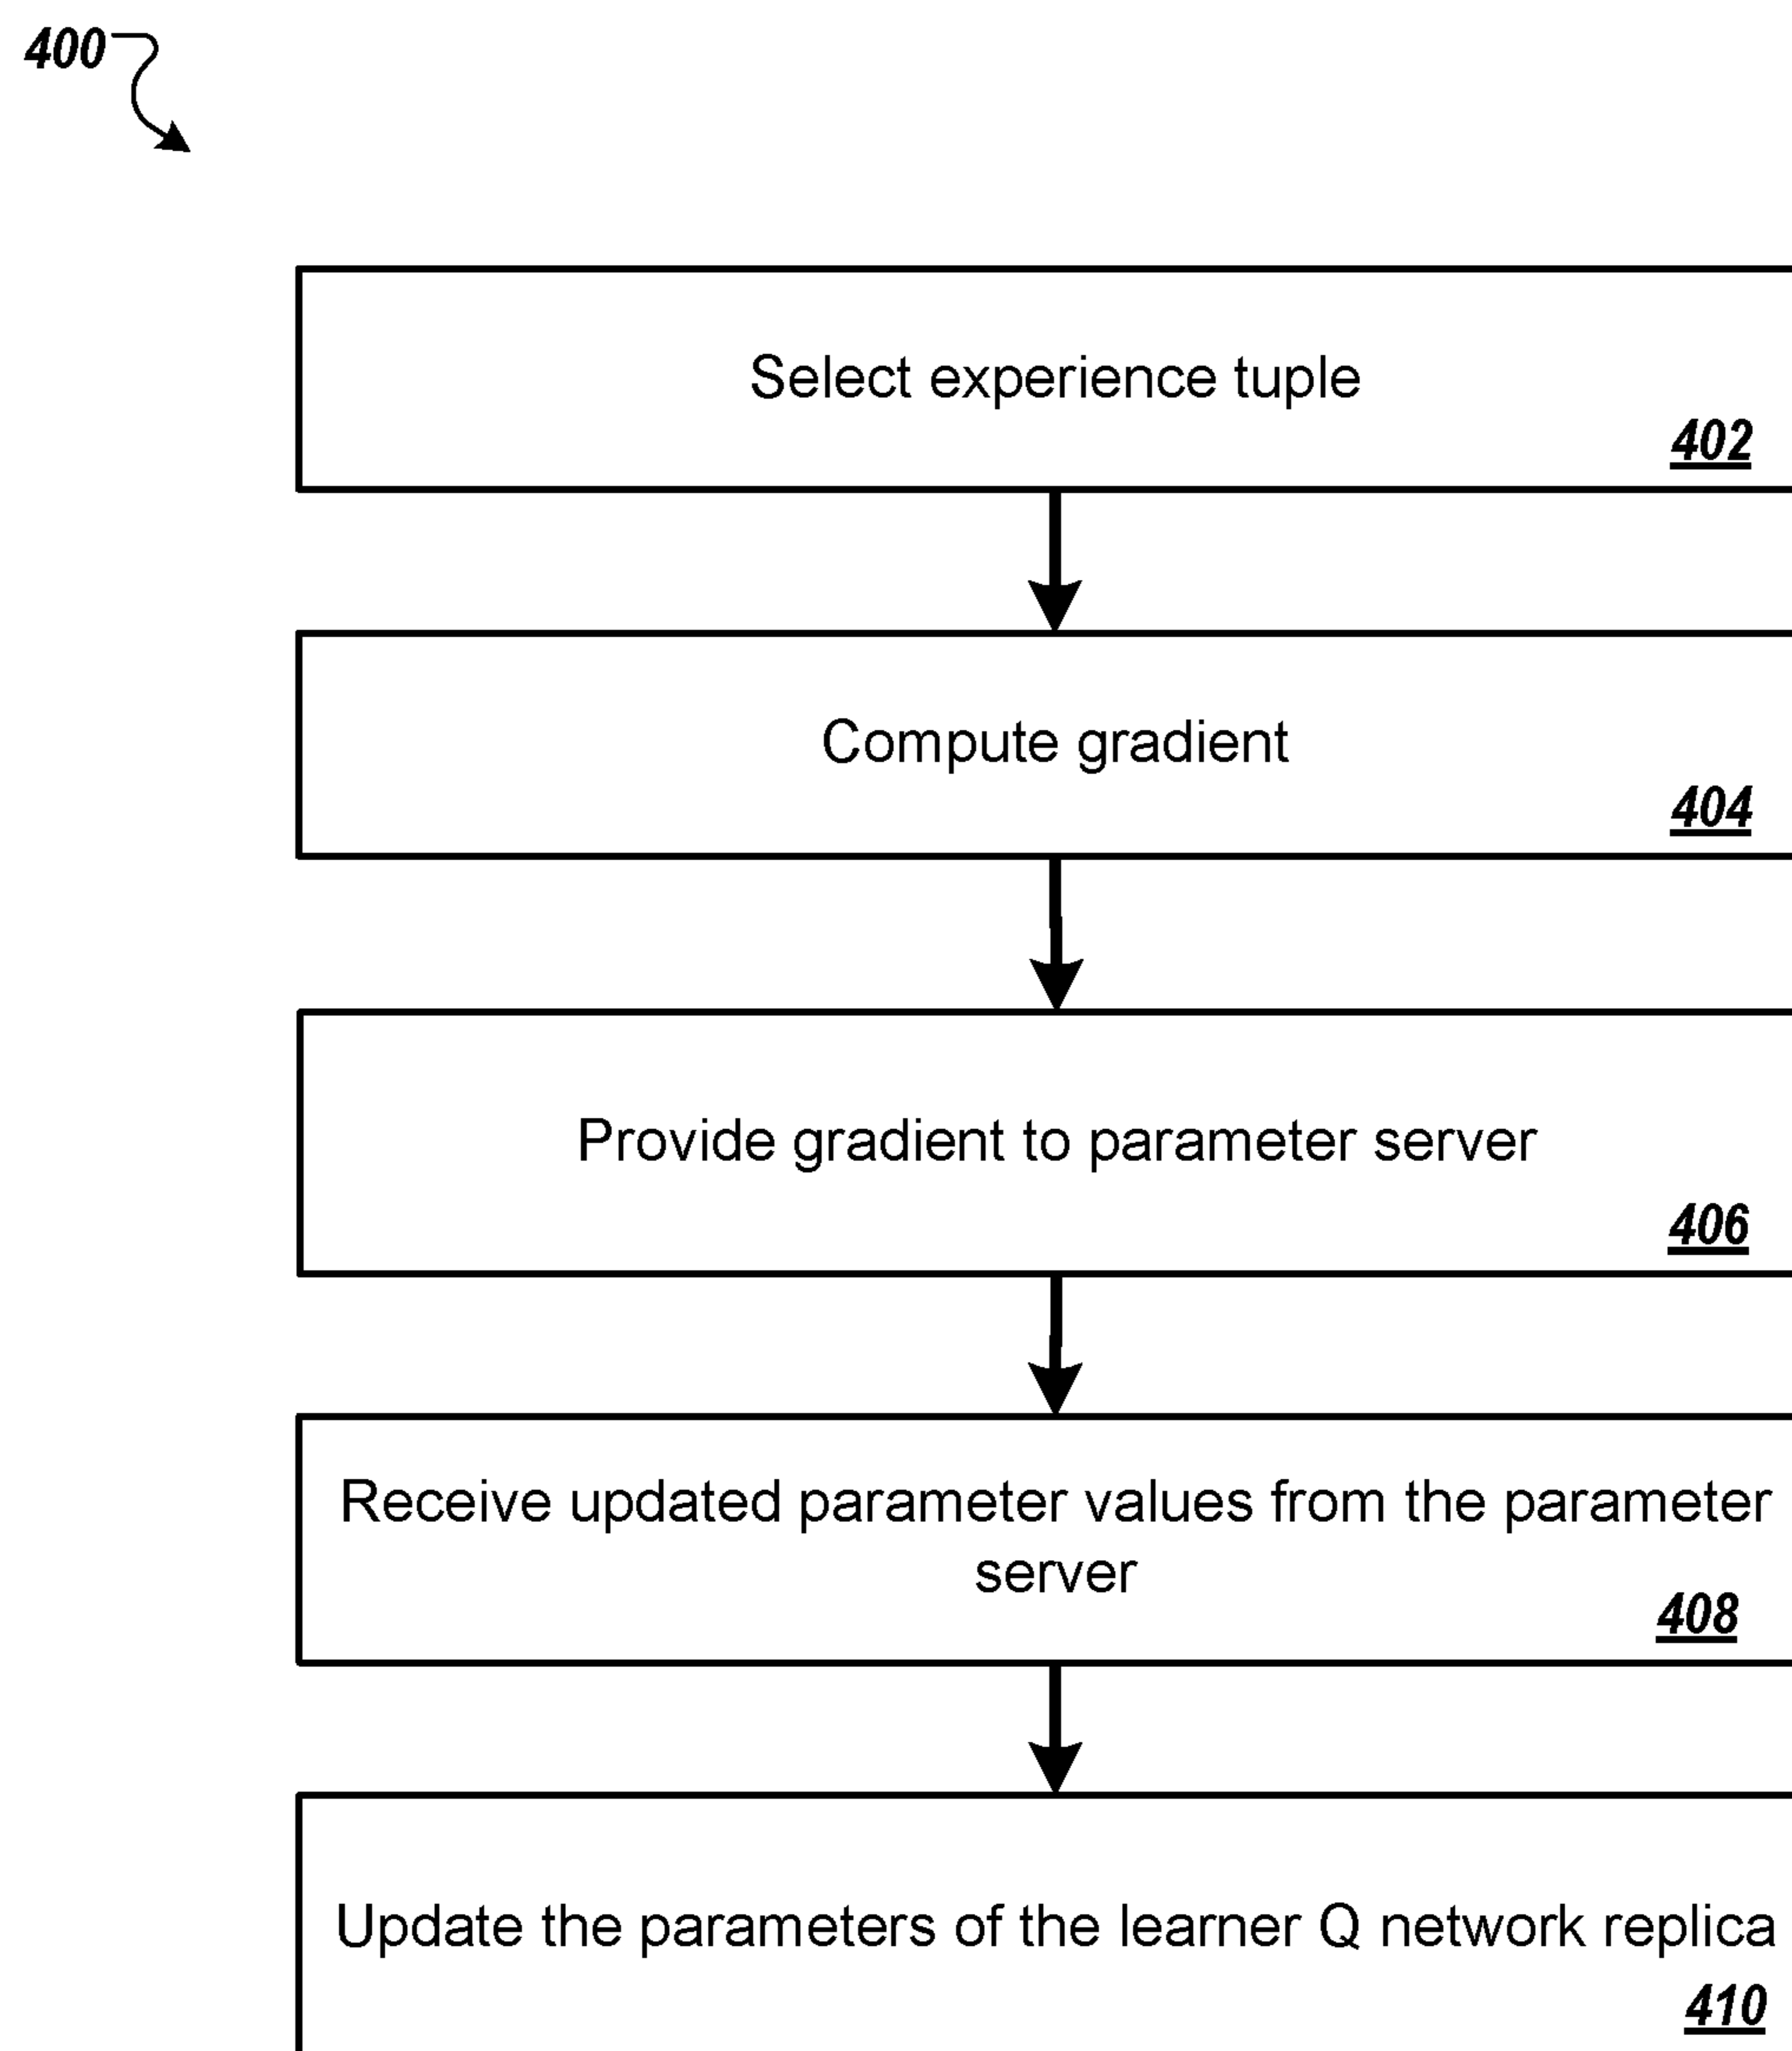 400
Select experience tuple
402
Compute gradient
404
Provide gradient to parameter server
406
Receive updated parameter values from the parameter
server
408
Update the parameters of the learner Q network replica
410